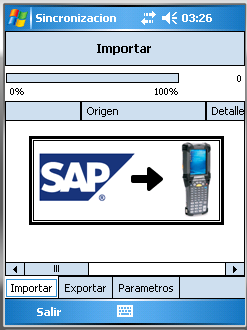 Sincronizacion 03:26
Importar
0
0% 100%
Origen Detalle
SAP ®
Importar Exportar Parametros
Salir